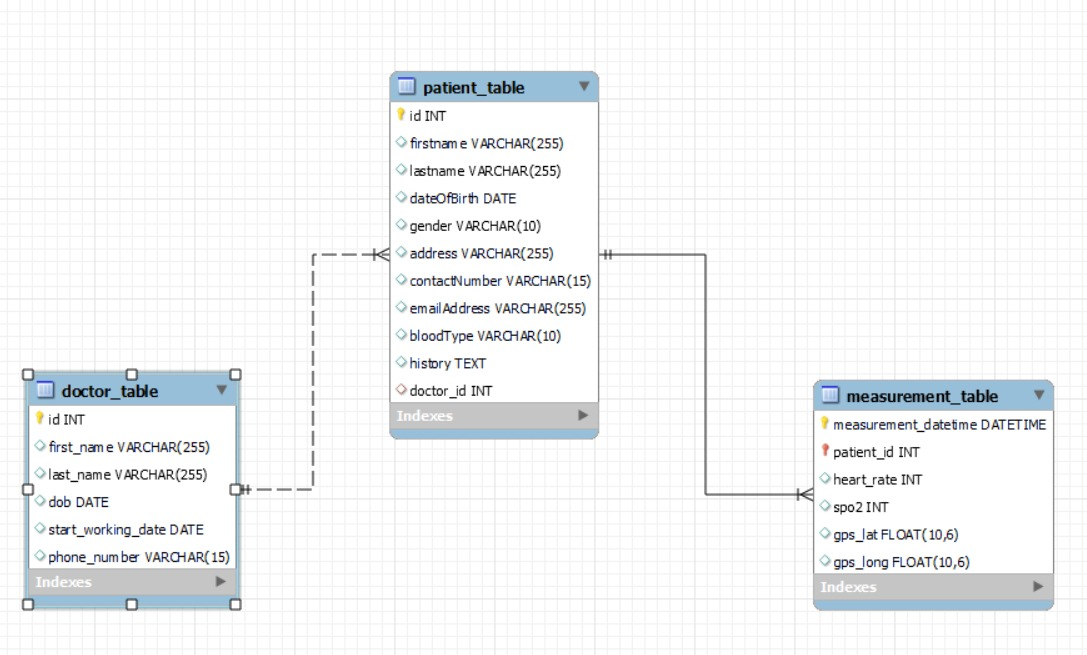 patient_table
id INT
firstname VARCHAR(255)
lastname VARCHAR(255)
dateOfBirth DATE
gender VARCHAR(10)
address VARCHAR(255)
contactNumber VARCHAR(15)
emailAddress VARCHAR(255)
bloodType VARCHAR(10)
history TEXT
doctor_id INT
Indexes
doctor_table
id INT
first_name VARCHAR(255)
last_name VARCHAR(255)
dob DATE
start_working_date DATE
phone_number VARCHAR(15)
Indexes
measurement_table
measurement_datetime DATETIME
patient_id INT
heart_rate INT
spo2 INT
gps_lat FLOAT(10,6)
gps_long FLOAT(10,6)
Indexes